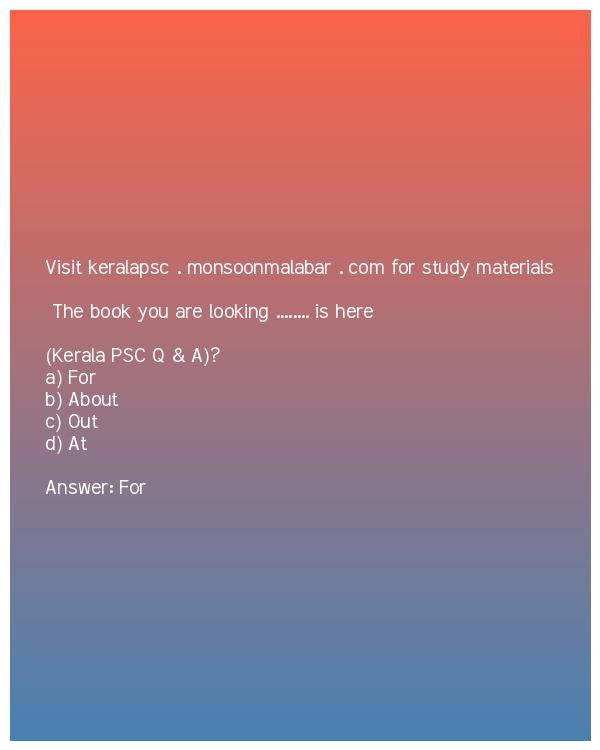 Visit keralapsc . monsoonmalabar . com for study materials
The book you are looking ........ is here
(Kerala PSC Q & A)?
a) For
b) About
c) Out
d) At
Answer: For